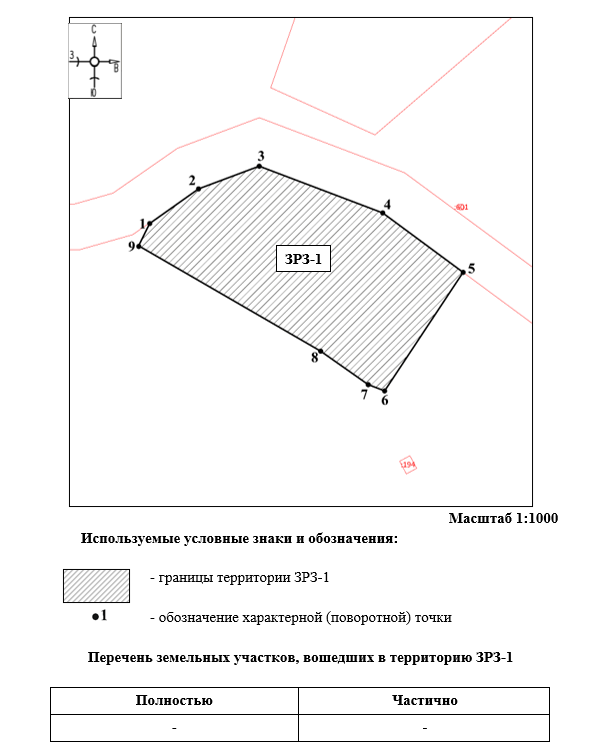 С
З
В
Ю
3
2
4
601
1
9
5
ЗРЗ-1
8
7
6
194
Масштаб 1:1000
Используемые условные знаки и обозначения:
- границы территории ЗРЗ-1
●1 - обозначение характерной (поворотной) точки
Перечень земельных участков, вошедших в территорию ЗРЗ-1
Полностью Частично
- -